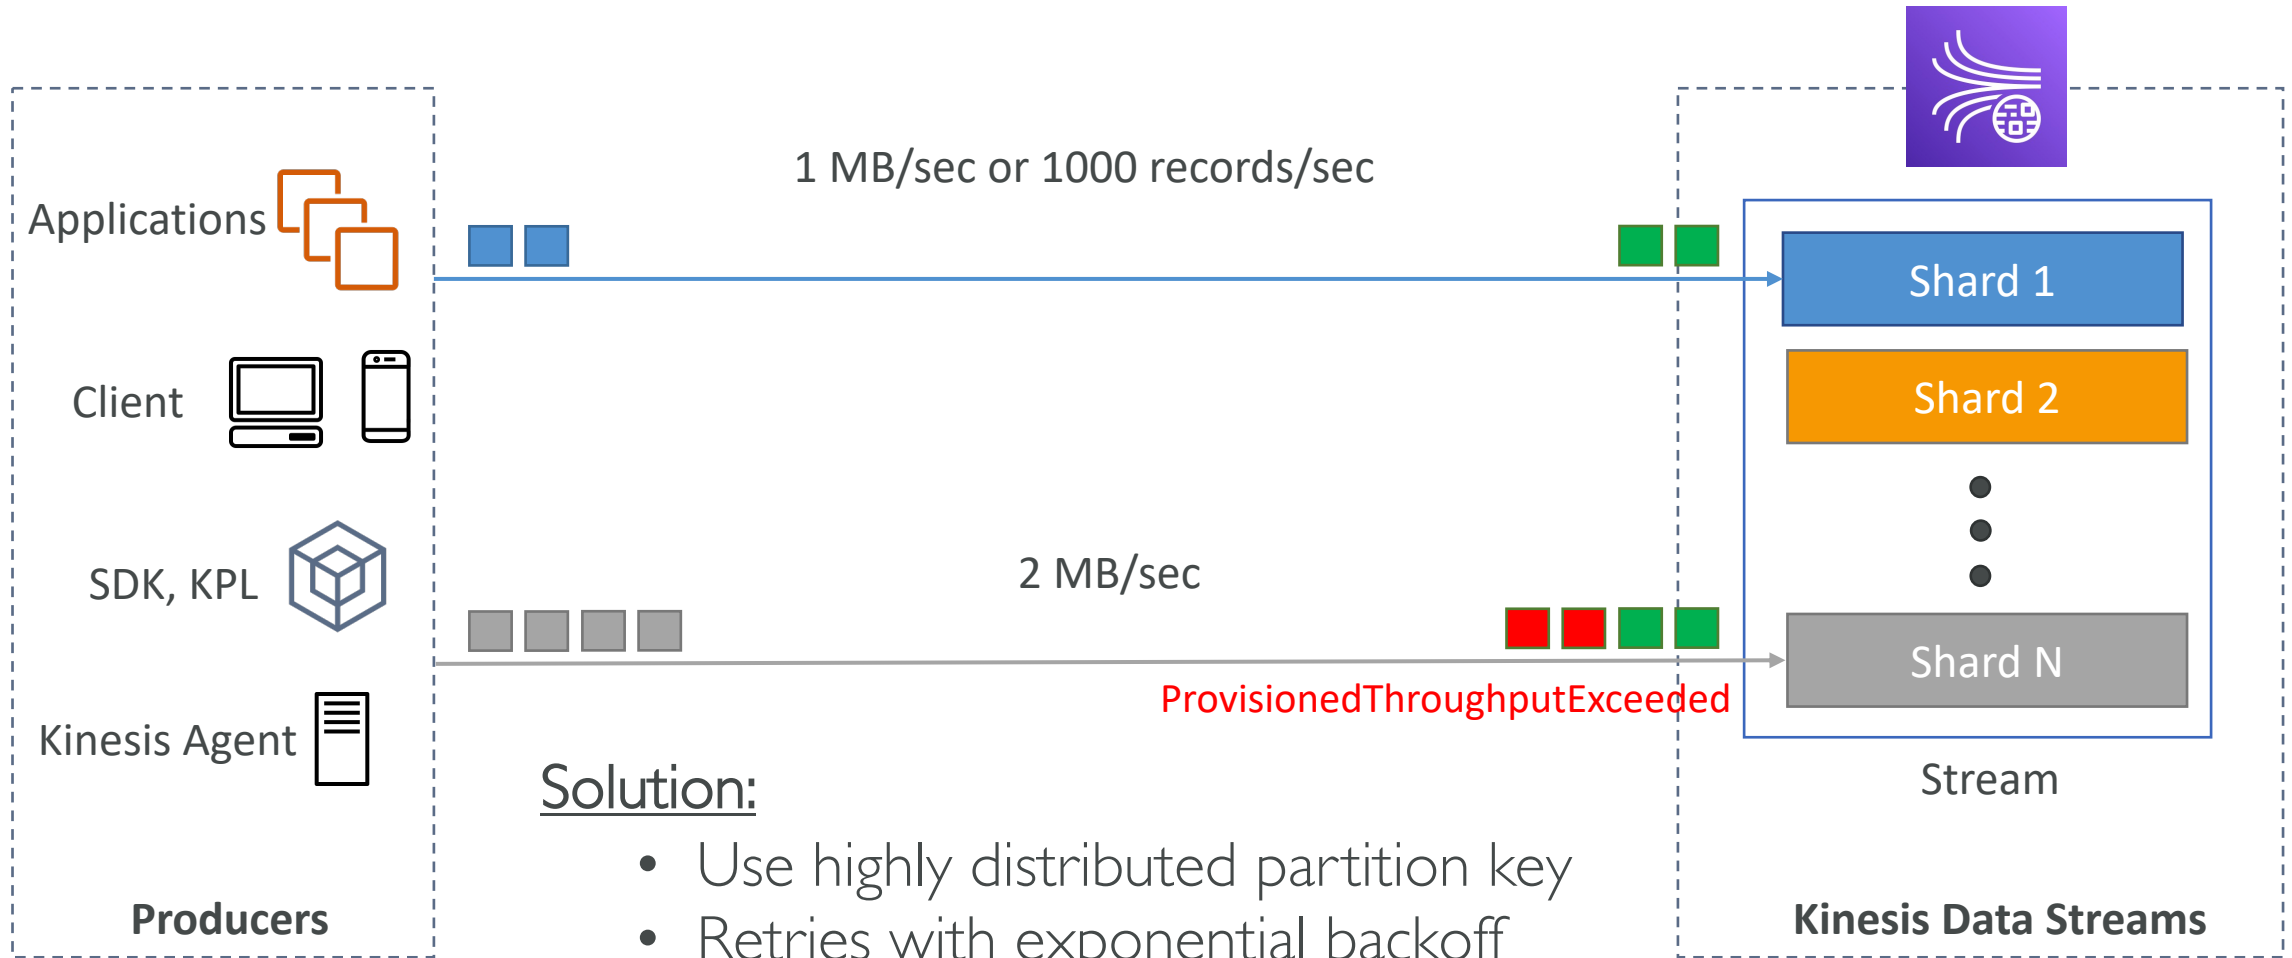 Applications
Client
SDK, KPL
Kinesis Agent
Producers
1 MB/sec or 1000 records/sec
2 MB/sec
ProvisionedThroughputExceeded
Solution:
• Use highly distributed partition key
• Retries with exponential backoff
Shard 1
Shard 2
Shard N
Stream
Kinesis Data Streams